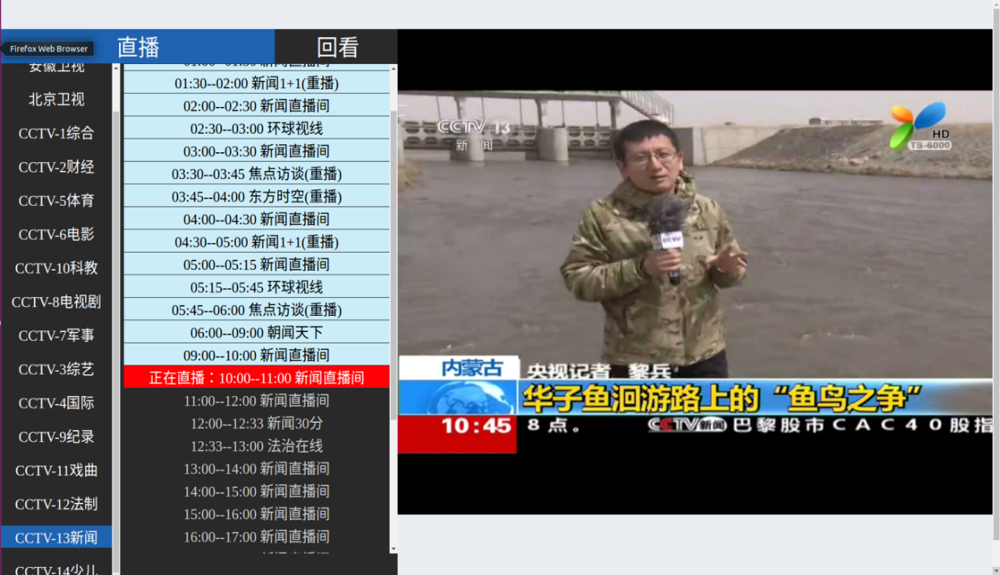 直播
回看
Firefox Web Browser
安徽卫视
北京卫视
CCTV-1综合
CCTV-2财经
CCTV-5体育
CCTV-6电影
CCTV-10科教
CCTV-8电视剧
CCTV-7军事
CCTV-3综艺
CCTV-4国际
CCTV-9纪录
CCTV-11戏曲
CCTV-12法制
CCTV-13新闻
CCTV-14少儿
01:00--01:30 新闻直播间
01:30--02:00 新闻1+1(重播)
02:00--02:30 新闻直播间
02:30--03:00 环球视线
03:00--03:30 新闻直播间
03:30--03:45 焦点访谈(重播)
03:45--04:00 东方时空(重播)
04:00--04:30 新闻直播间
04:30--05:00 新闻1+1(重播)
05:00--05:15 新闻直播间
05:15--05:45 环球视线
05:45--06:00 焦点访谈(重播)
06:00--09:00 朝闻天下
09:00--10:00 新闻直播间
正在直播：10:00--11:00 新闻直播间
11:00--12:00 新闻直播间
12:00--12:33 新闻30分
12:33--13:00 法治在线
13:00--14:00 新闻直播间
14:00--15:00 新闻直播间
15:00--16:00 新闻直播间
16:00--17:00 新闻直播间
CCTV 13
新闻
HD
TS-6000
CCTV
内蒙古
央视记者 黎兵
华子鱼洄游路上的“鱼鸟之争”
10:45
8点。 CCTV新闻 巴黎股市CAC40股指